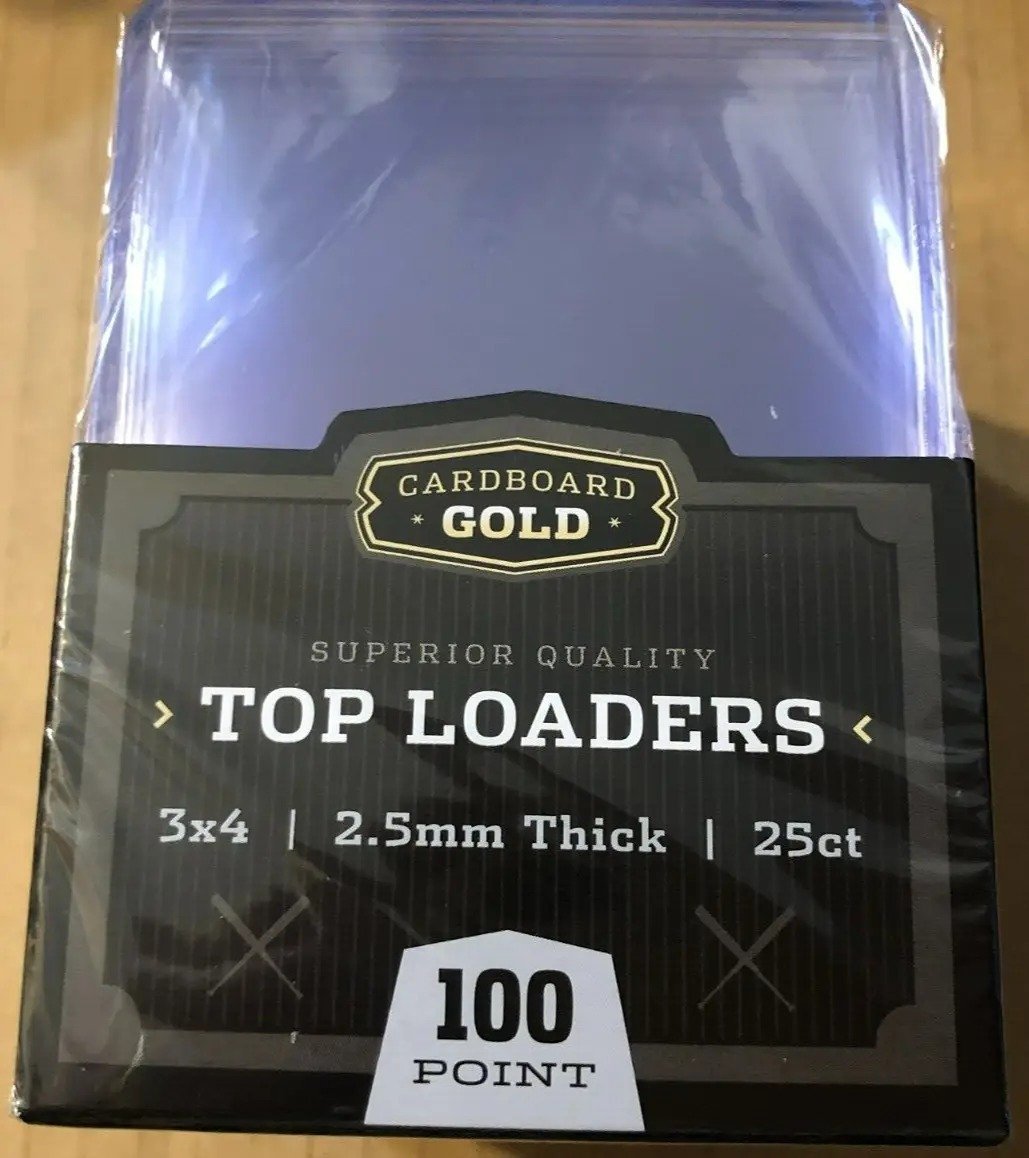 CARDBOARD
* GOLD *
SUPERIOR QUALITY
> TOP LOADERS <
3x4 | 2.5mm Thick | 25ct
100
POINT